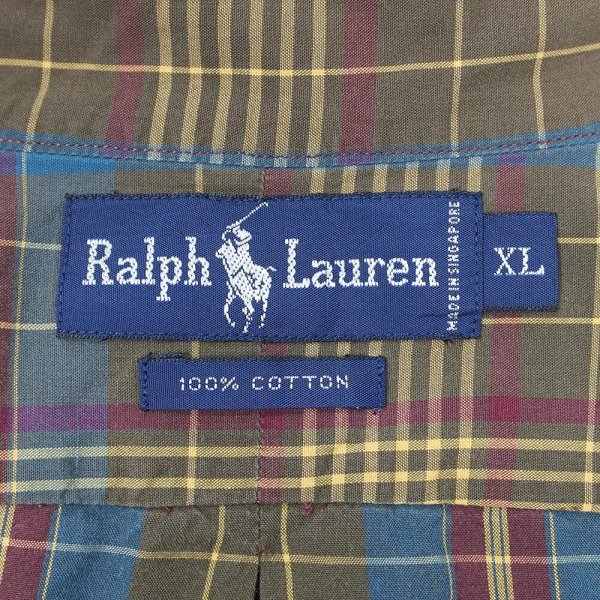 Ralph Lauren
MADE IN SINGAPORE
XL
100% COTTON